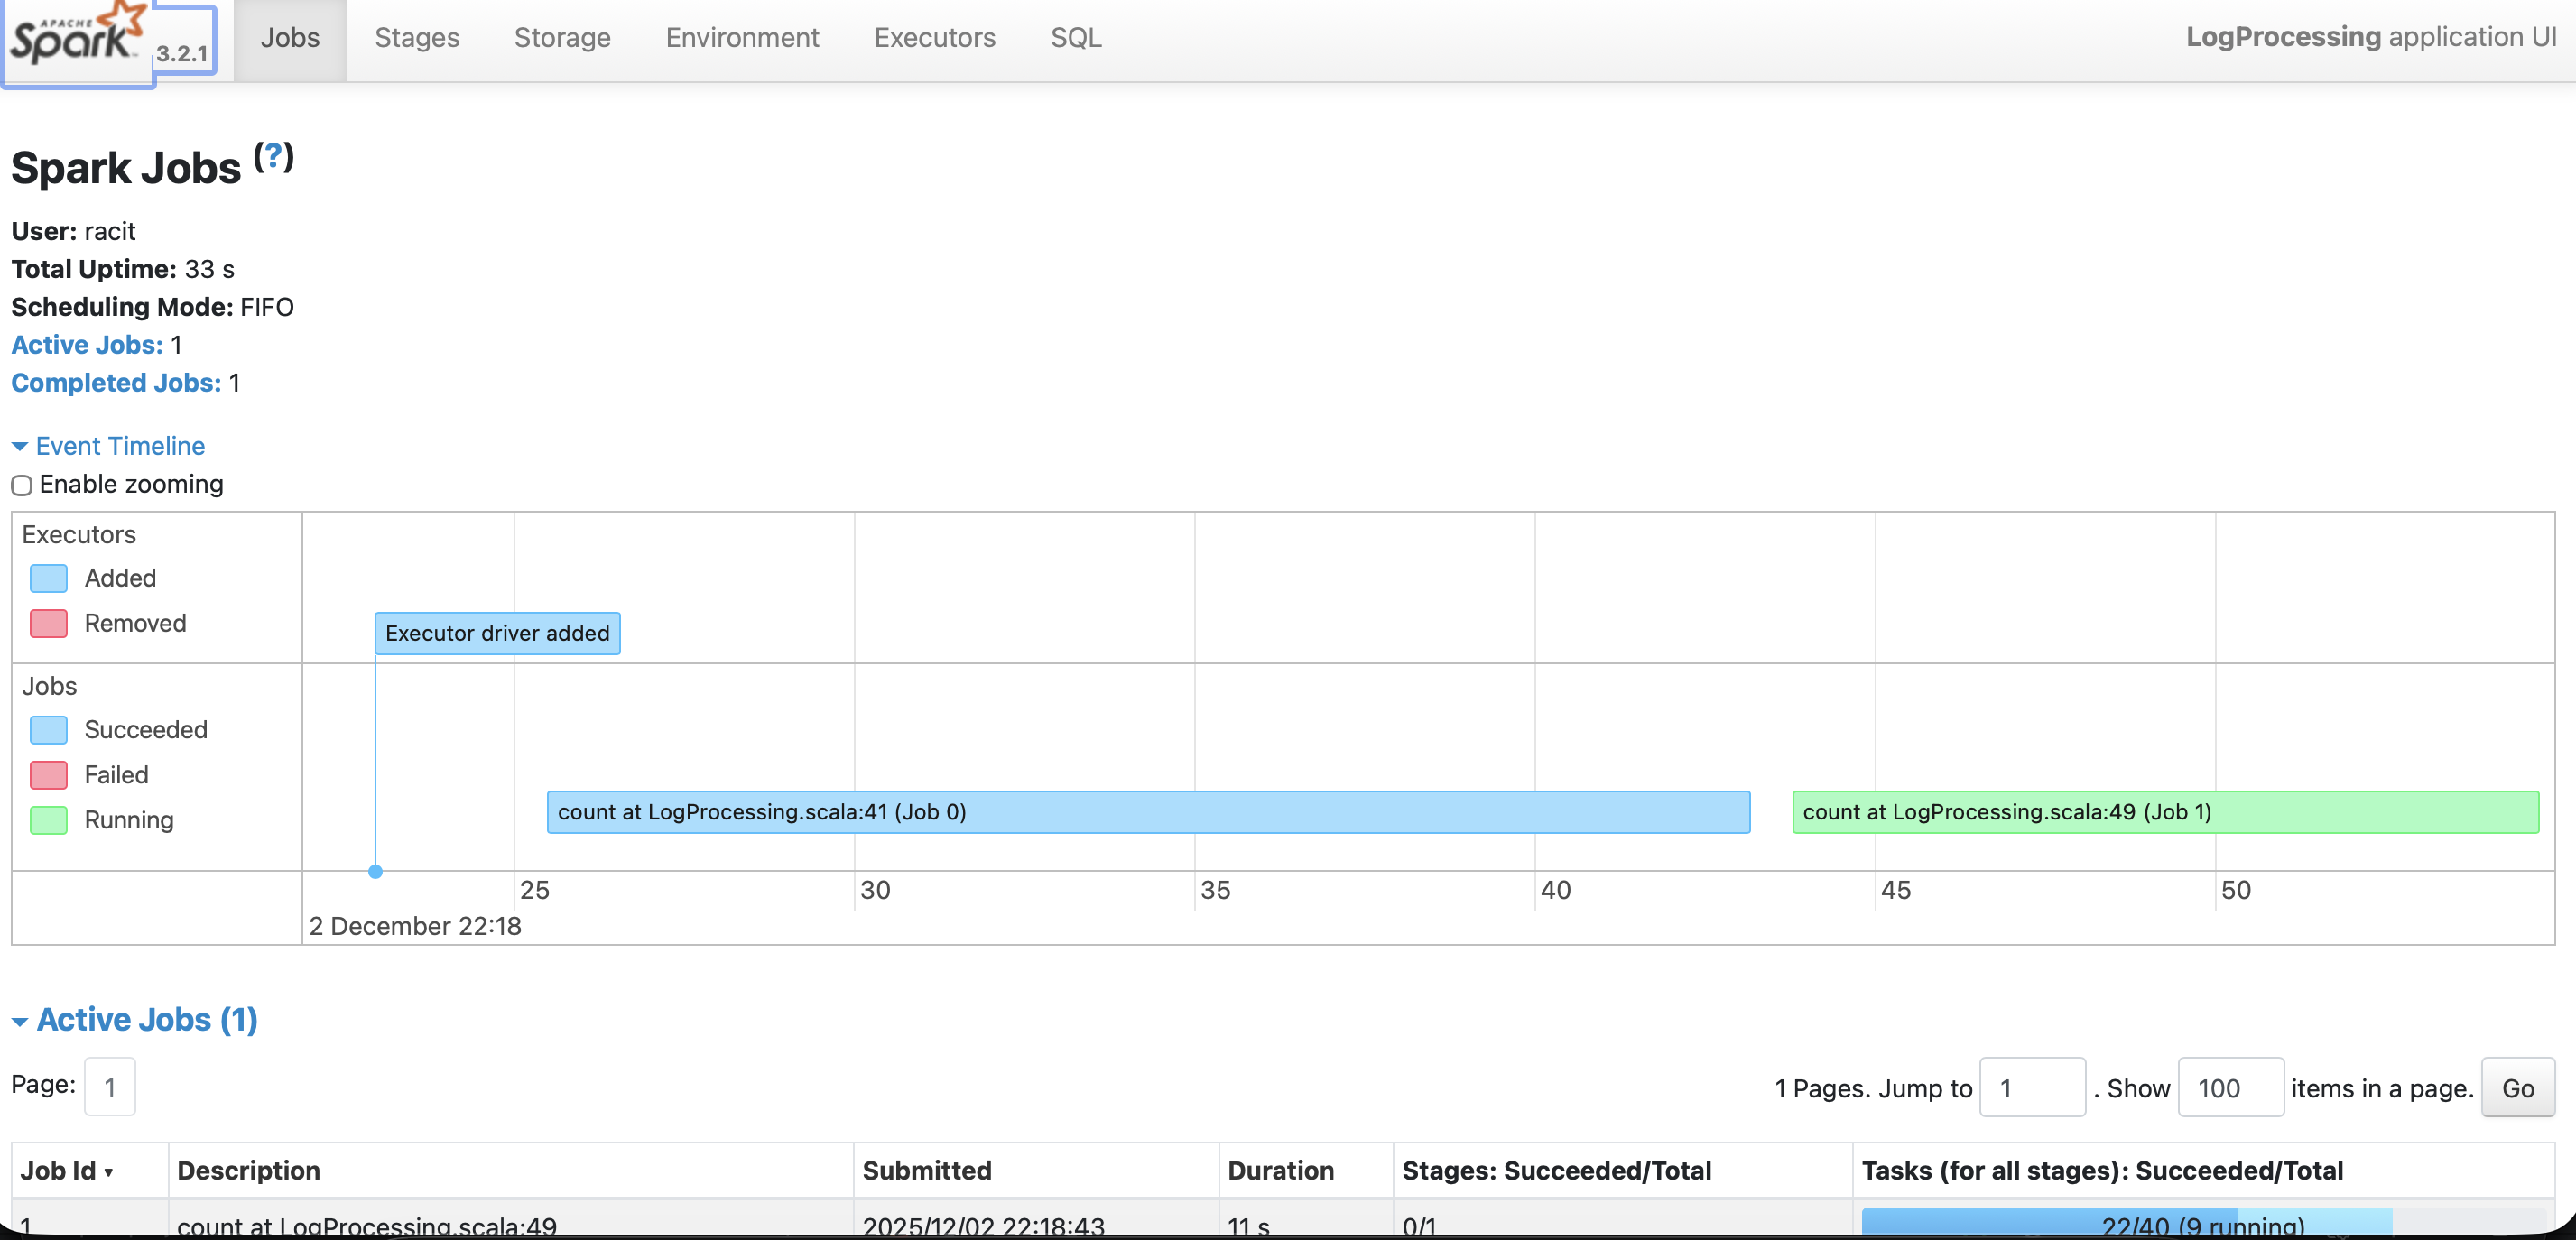 APACHE
Spark 3.2.1 Jobs Stages Storage Environment Executors SQL LogProcessing application UI
Spark Jobs (?)
User: racit
Total Uptime: 33 s
Scheduling Mode: FIFO
Active Jobs: 1
Completed Jobs: 1
Event Timeline
Enable zooming
Executors
Added
Removed
Executor driver added
Jobs
Succeeded
Failed
Running
count at LogProcessing.scala:41 (Job 0) count at LogProcessing.scala:49 (Job 1)
25 30 35 40 45 50
2 December 22:18
Active Jobs (1)
Page: 1 1 Pages. Jump to 1 . Show 100 items in a page. Go
Job Id Description Submitted Duration Stages: Succeeded/Total Tasks (for all stages): Succeeded/Total
1 count at LogProcessing.scala:49 2025/12/02 22:18:43 11 s 0/1 22/40 (9 running)